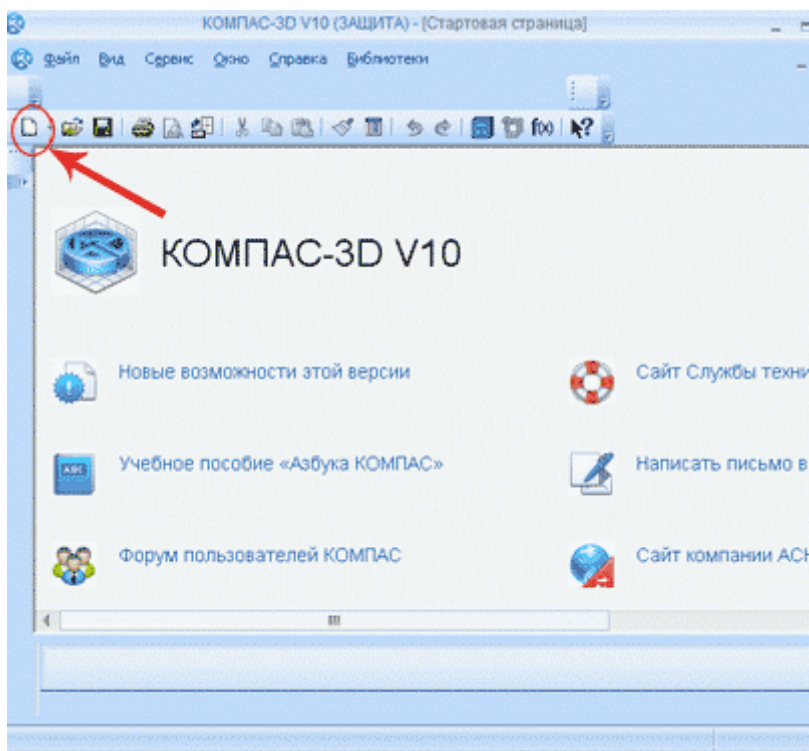 КОМПАС-3D V10 (ЗАЩИТА) - [Стартовая страница]
Файл Вид Сервис Окно Справка Библиотеки
f(x)
КОМПАС-3D V10
Новые возможности этой версии
Сайт Службы техни
ABC
Учебное пособие «Азбука КОМПАС»
Написать письмо в
Форум пользователей КОМПАС
Сайт компании АСК